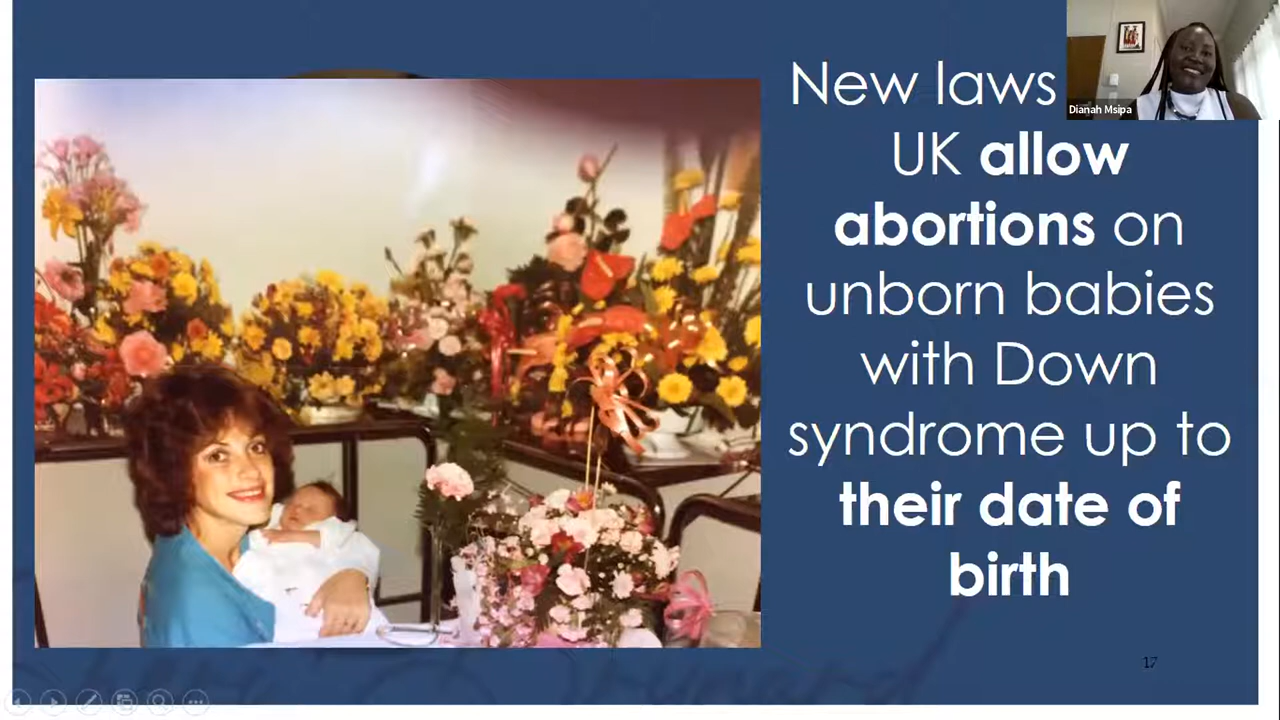 New laws
UK allow
abortions on
unborn babies
with Down
syndrome up to
their date of
birth
Dianah Msipa
17